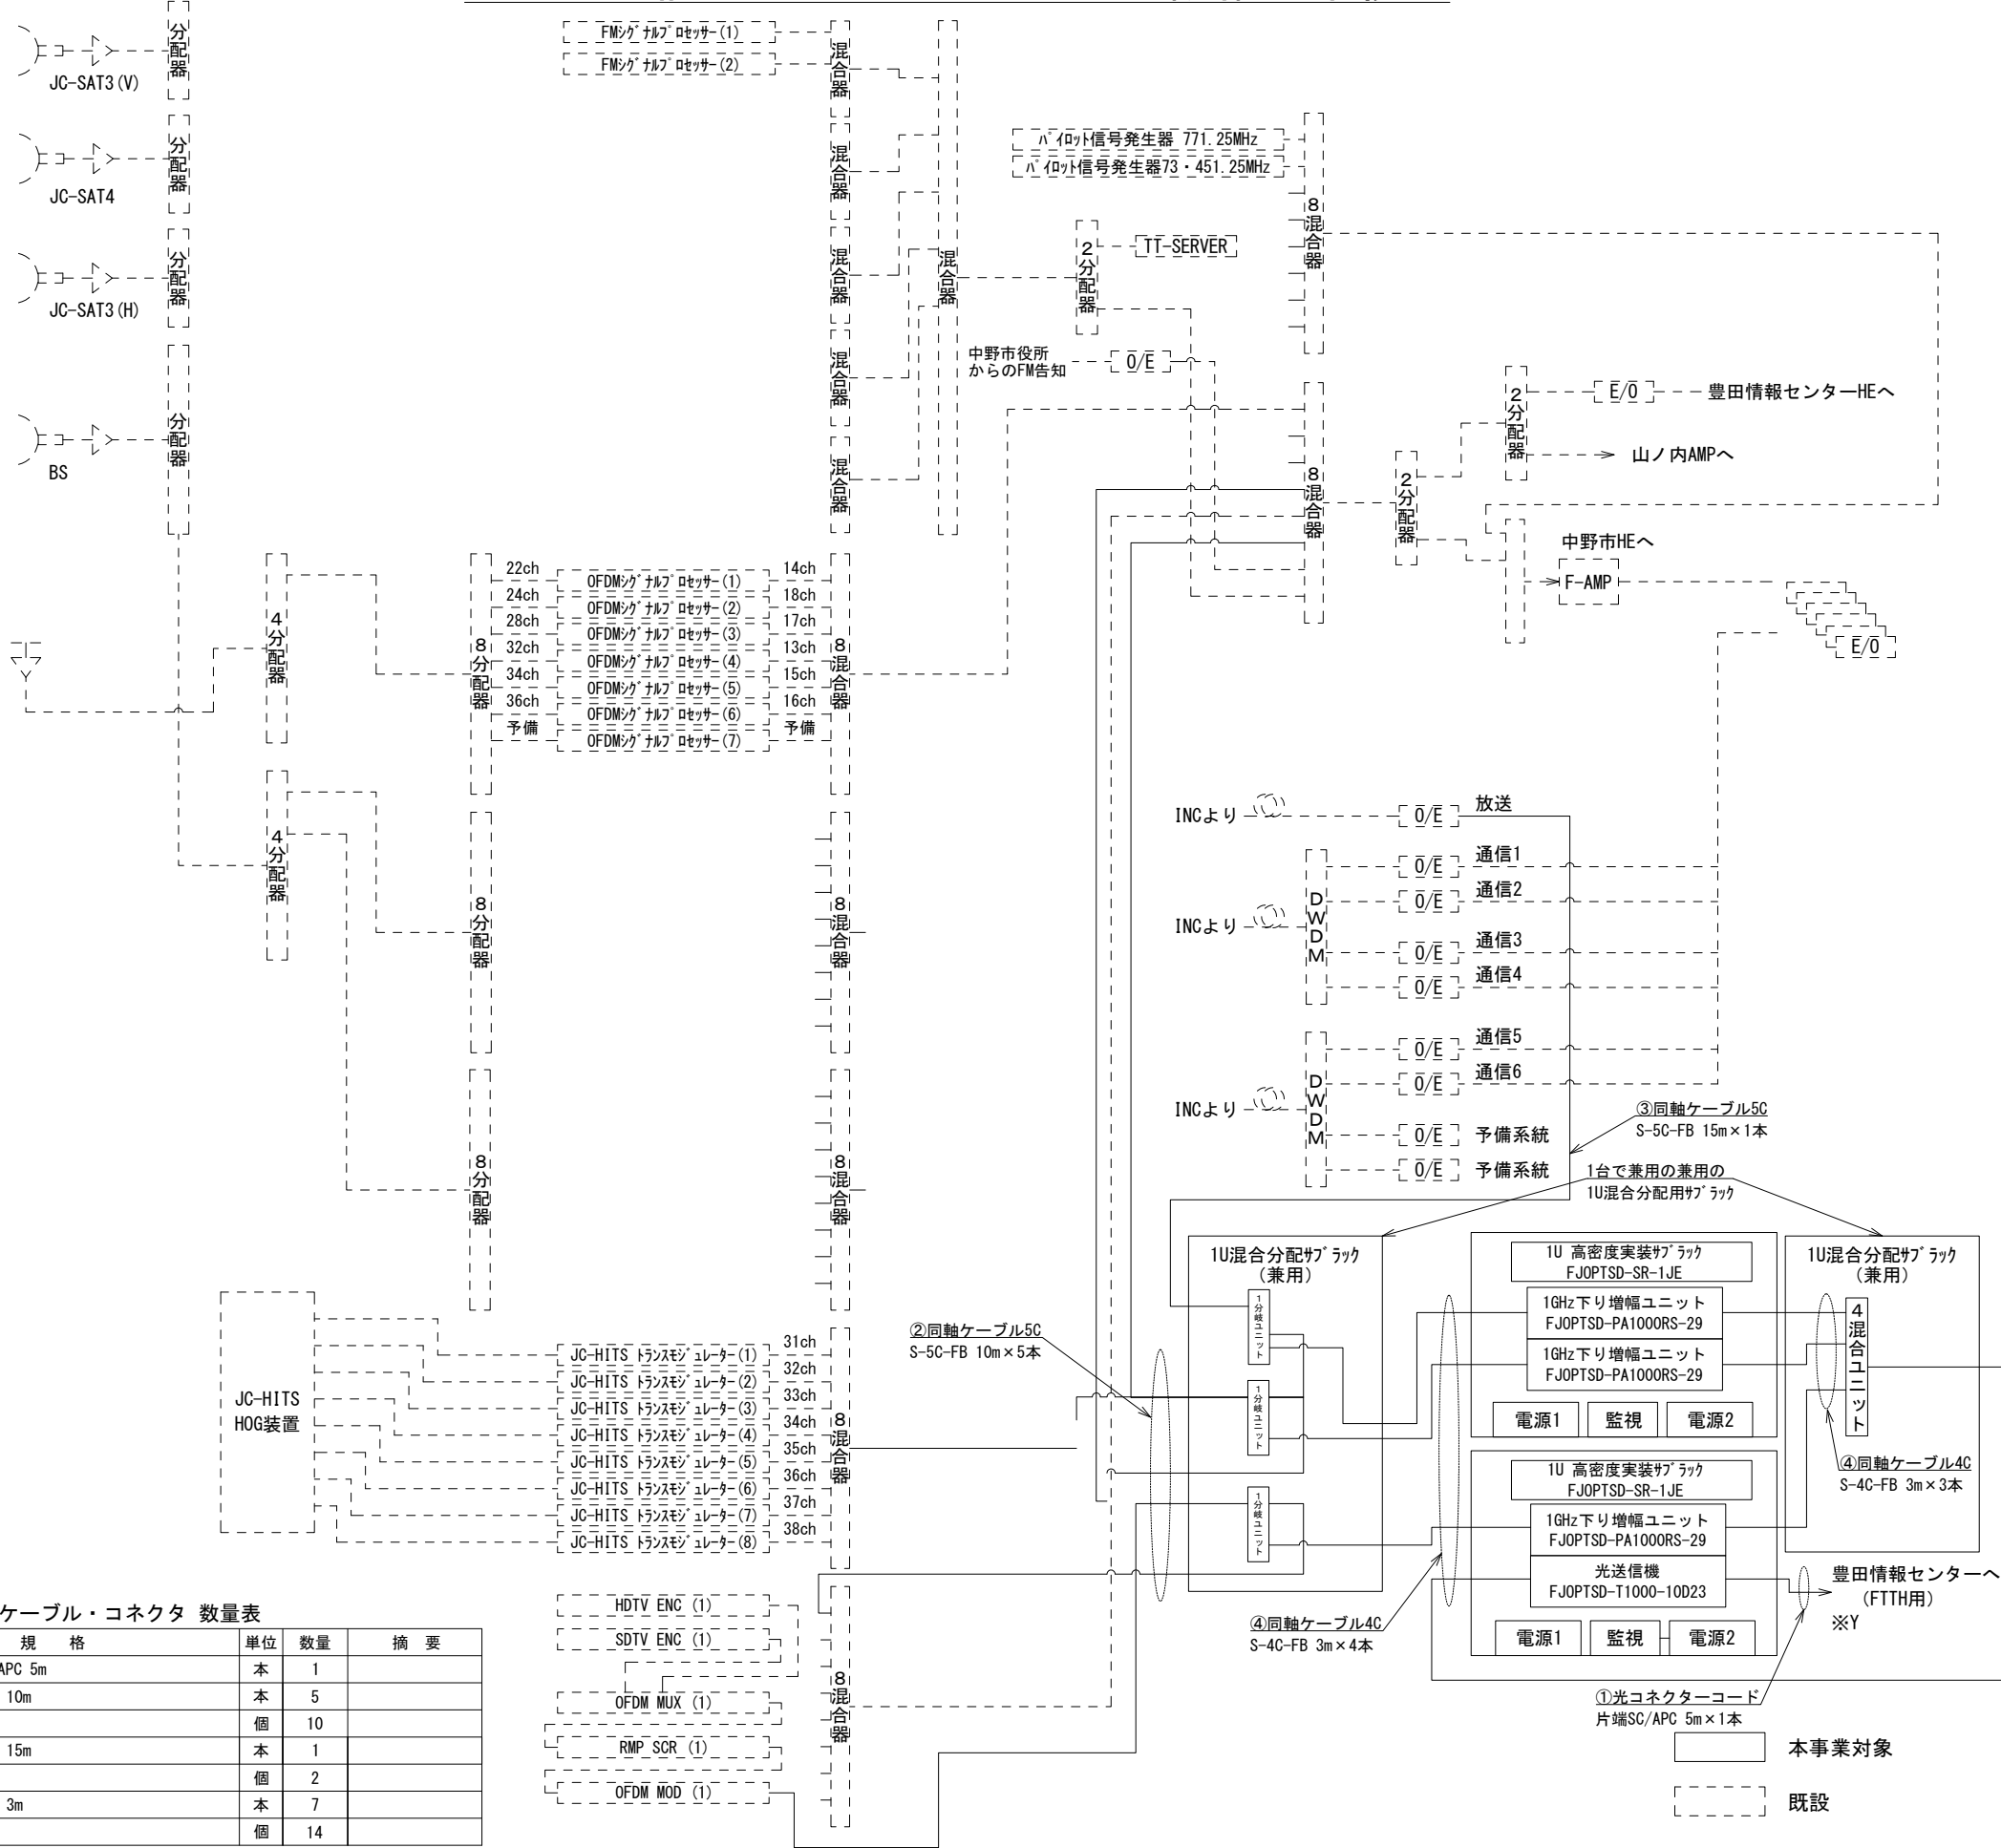 分配器
JC-SAT3(V)
分配器
JC-SAT4
分配器
JC-SAT3(H)
分配器
BS
FMｼｸﾞﾅﾙﾌﾟﾛｾｯｻｰ(1)
FMｼｸﾞﾅﾙﾌﾟﾛｾｯｻｰ(2)
混合器
混合器
混合器
混合器
混合器
混合器
ﾊﾟｲﾛｯﾄ信号発生器 771.25MHz
ﾊﾟｲﾛｯﾄ信号発生器73・451.25MHz
8混合器
2分配器
TT-SERVER
中野市役所
からのFM告知
O/E
8混合器
2分配器
2分配器
E/O
豊田情報センターHEへ
山ノ内AMPへ
中野市HEへ
F-AMP
E/O
4分配器
4分配器
8分配器
22ch
24ch
28ch
32ch
34ch
36ch
予備
OFDMｼｸﾞﾅﾙﾌﾟﾛｾｯｻｰ(1)
OFDMｼｸﾞﾅﾙﾌﾟﾛｾｯｻｰ(2)
OFDMｼｸﾞﾅﾙﾌﾟﾛｾｯｻｰ(3)
OFDMｼｸﾞﾅﾙﾌﾟﾛｾｯｻｰ(4)
OFDMｼｸﾞﾅﾙﾌﾟﾛｾｯｻｰ(5)
OFDMｼｸﾞﾅﾙﾌﾟﾛｾｯｻｰ(6)
OFDMｼｸﾞﾅﾙﾌﾟﾛｾｯｻｰ(7)
14ch
18ch
17ch
13ch
15ch
16ch
予備
8混合器
8分配器
8混合器
8分配器
8混合器
INCより
O/E
放送
INCより
DWDM
O/E
通信1
O/E
通信2
O/E
通信3
O/E
通信4
INCより
DWDM
O/E
通信5
O/E
通信6
O/E
予備系統
O/E
予備系統
③同軸ケーブル5C
S-5C-FB 15m×1本
1台で兼用の兼用の
1U混合分配用ｻﾌﾞﾗｯｸ
JC-HITS
HOG装置
JC-HITS ﾄﾗﾝｽﾓｼﾞｭﾚｰﾀｰ(1)
JC-HITS ﾄﾗﾝｽﾓｼﾞｭﾚｰﾀｰ(2)
JC-HITS ﾄﾗﾝｽﾓｼﾞｭﾚｰﾀｰ(3)
JC-HITS ﾄﾗﾝｽﾓｼﾞｭﾚｰﾀｰ(4)
JC-HITS ﾄﾗﾝｽﾓｼﾞｭﾚｰﾀｰ(5)
JC-HITS ﾄﾗﾝｽﾓｼﾞｭﾚｰﾀｰ(6)
JC-HITS ﾄﾗﾝｽﾓｼﾞｭﾚｰﾀｰ(7)
JC-HITS ﾄﾗﾝｽﾓｼﾞｭﾚｰﾀｰ(8)
31ch
32ch
33ch
34ch
35ch
36ch
37ch
38ch
8混合器
②同軸ケーブル5C
S-5C-FB 10m×5本
1U混合分配ｻﾌﾞﾗｯｸ
(兼用)
1分岐ユニット
1分岐ユニット
1分岐ユニット
1U 高密度実装ｻﾌﾞﾗｯｸ
FJOPTSD-SR-1JE
1GHz下り増幅ユニット
FJOPTSD-PA1000RS-29
1GHz下り増幅ユニット
FJOPTSD-PA1000RS-29
電源1
監視
電源2
1U 高密度実装ｻﾌﾞﾗｯｸ
FJOPTSD-SR-1JE
1GHz下り増幅ユニット
FJOPTSD-PA1000RS-29
光送信機
FJOPTSD-T1000-10D23
電源1
監視
電源2
1U混合分配ｻﾌﾞﾗｯｸ
(兼用)
4混合ユニット
④同軸ケーブル4C
S-4C-FB 3m×3本
豊田情報センターへ
(FTTH用)
※Y
④同軸ケーブル4C
S-4C-FB 3m×4本
①光コネクターコード
片端SC/APC 5m×1本
HDTV ENC (1)
SDTV ENC (1)
OFDM MUX (1)
RMP SCR (1)
OFDM MOD (1)
8混合器
本事業対象
既設
ケーブル・コネクタ 数量表
規 格 単位 数量 摘 要
APC 5m 本 1
10m 本 5
個 10
15m 本 1
個 2
3m 本 7
個 14